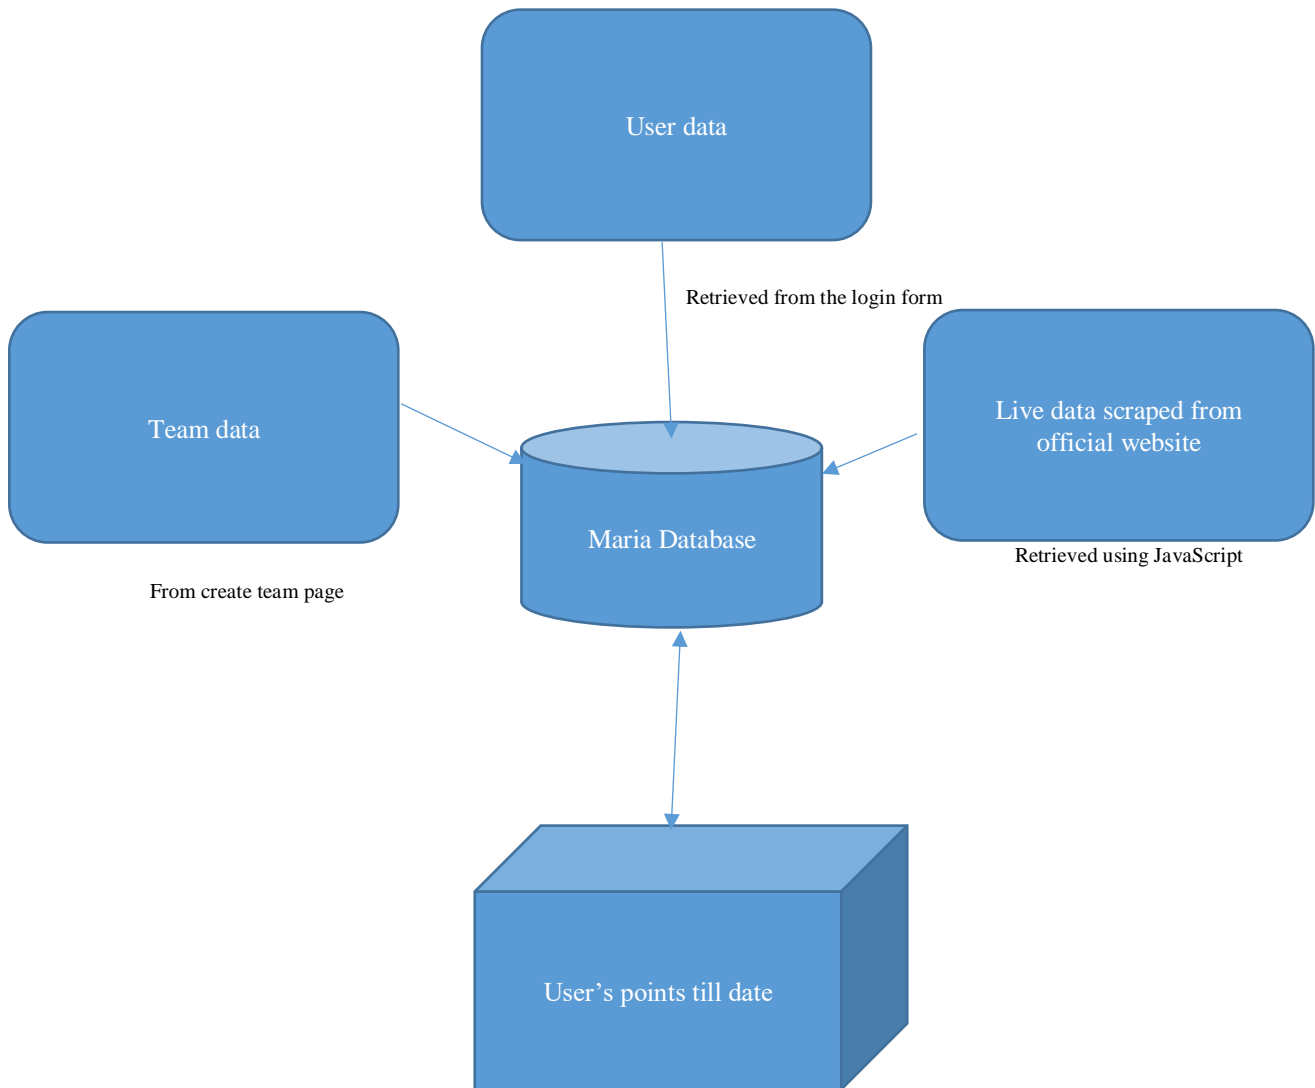 User data
Retrieved from the login form
Team data
Live data scraped from
official website
Maria Database
Retrieved using JavaScript
From create team page
User’s points till date